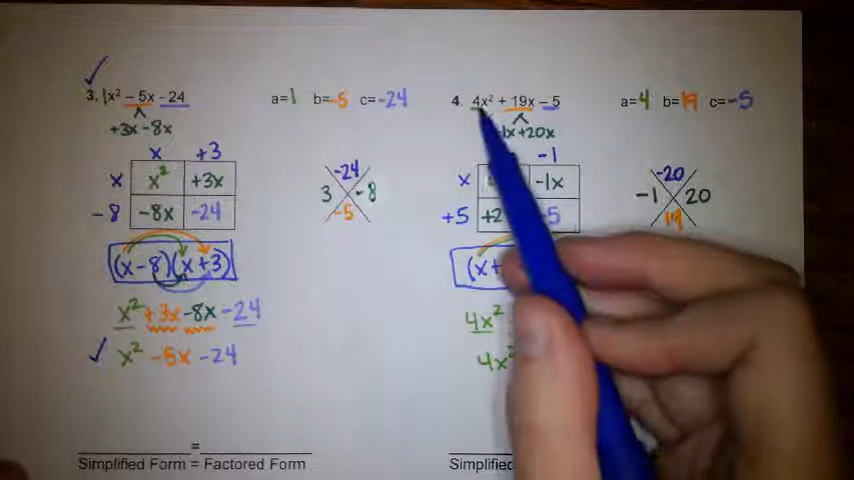 3. 1x² - 5x - 24
+3x -8x
a=1 b=-5 c=-24
x +3
x x² +3x
-8 -8x -24
-24
3 -8
-5
(x-8)(x+3)
x² +3x -8x -24
x² -5x -24
=
Simplified Form = Factored Form
4. 4x² + 19x - 5
1x +20x
a=4 b=19 c=-5
-1
x -1x
+5 +2 -5
-20
-1 20
19
(x+
4x²
4x²
Simplified